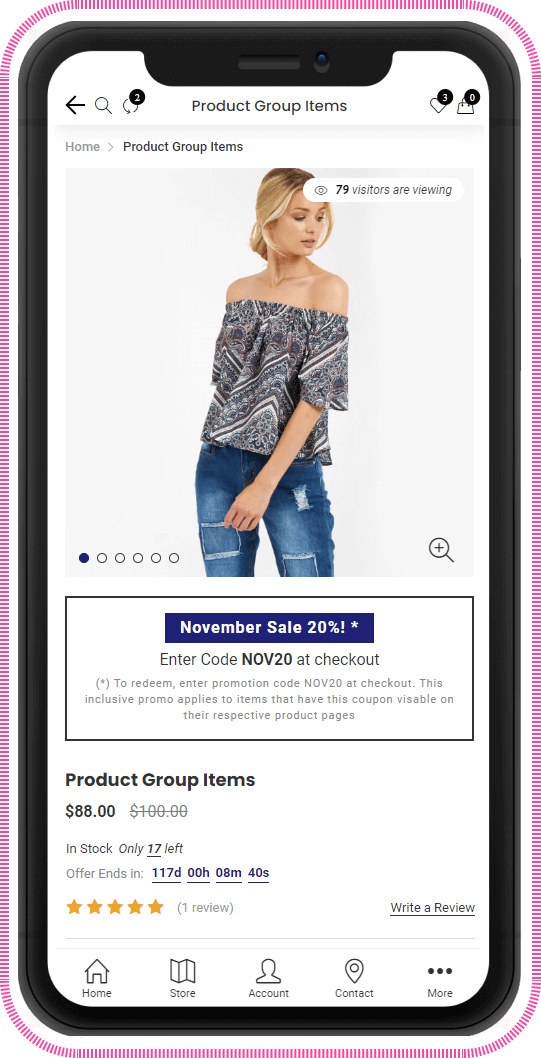 2
Product Group Items
3
0
Home > Product Group Items
79 visitors are viewing
November Sale 20%! *
Enter Code NOV20 at checkout
(*) To redeem, enter promotion code NOV20 at checkout. This
inclusive promo applies to items that have this coupon visable on
their respective product pages
Product Group Items
$88.00 $100.00
In Stock Only 17 left
Offer Ends in: 117d 00h 08m 40s
(1 review) Write a Review
Home Store Account Contact More